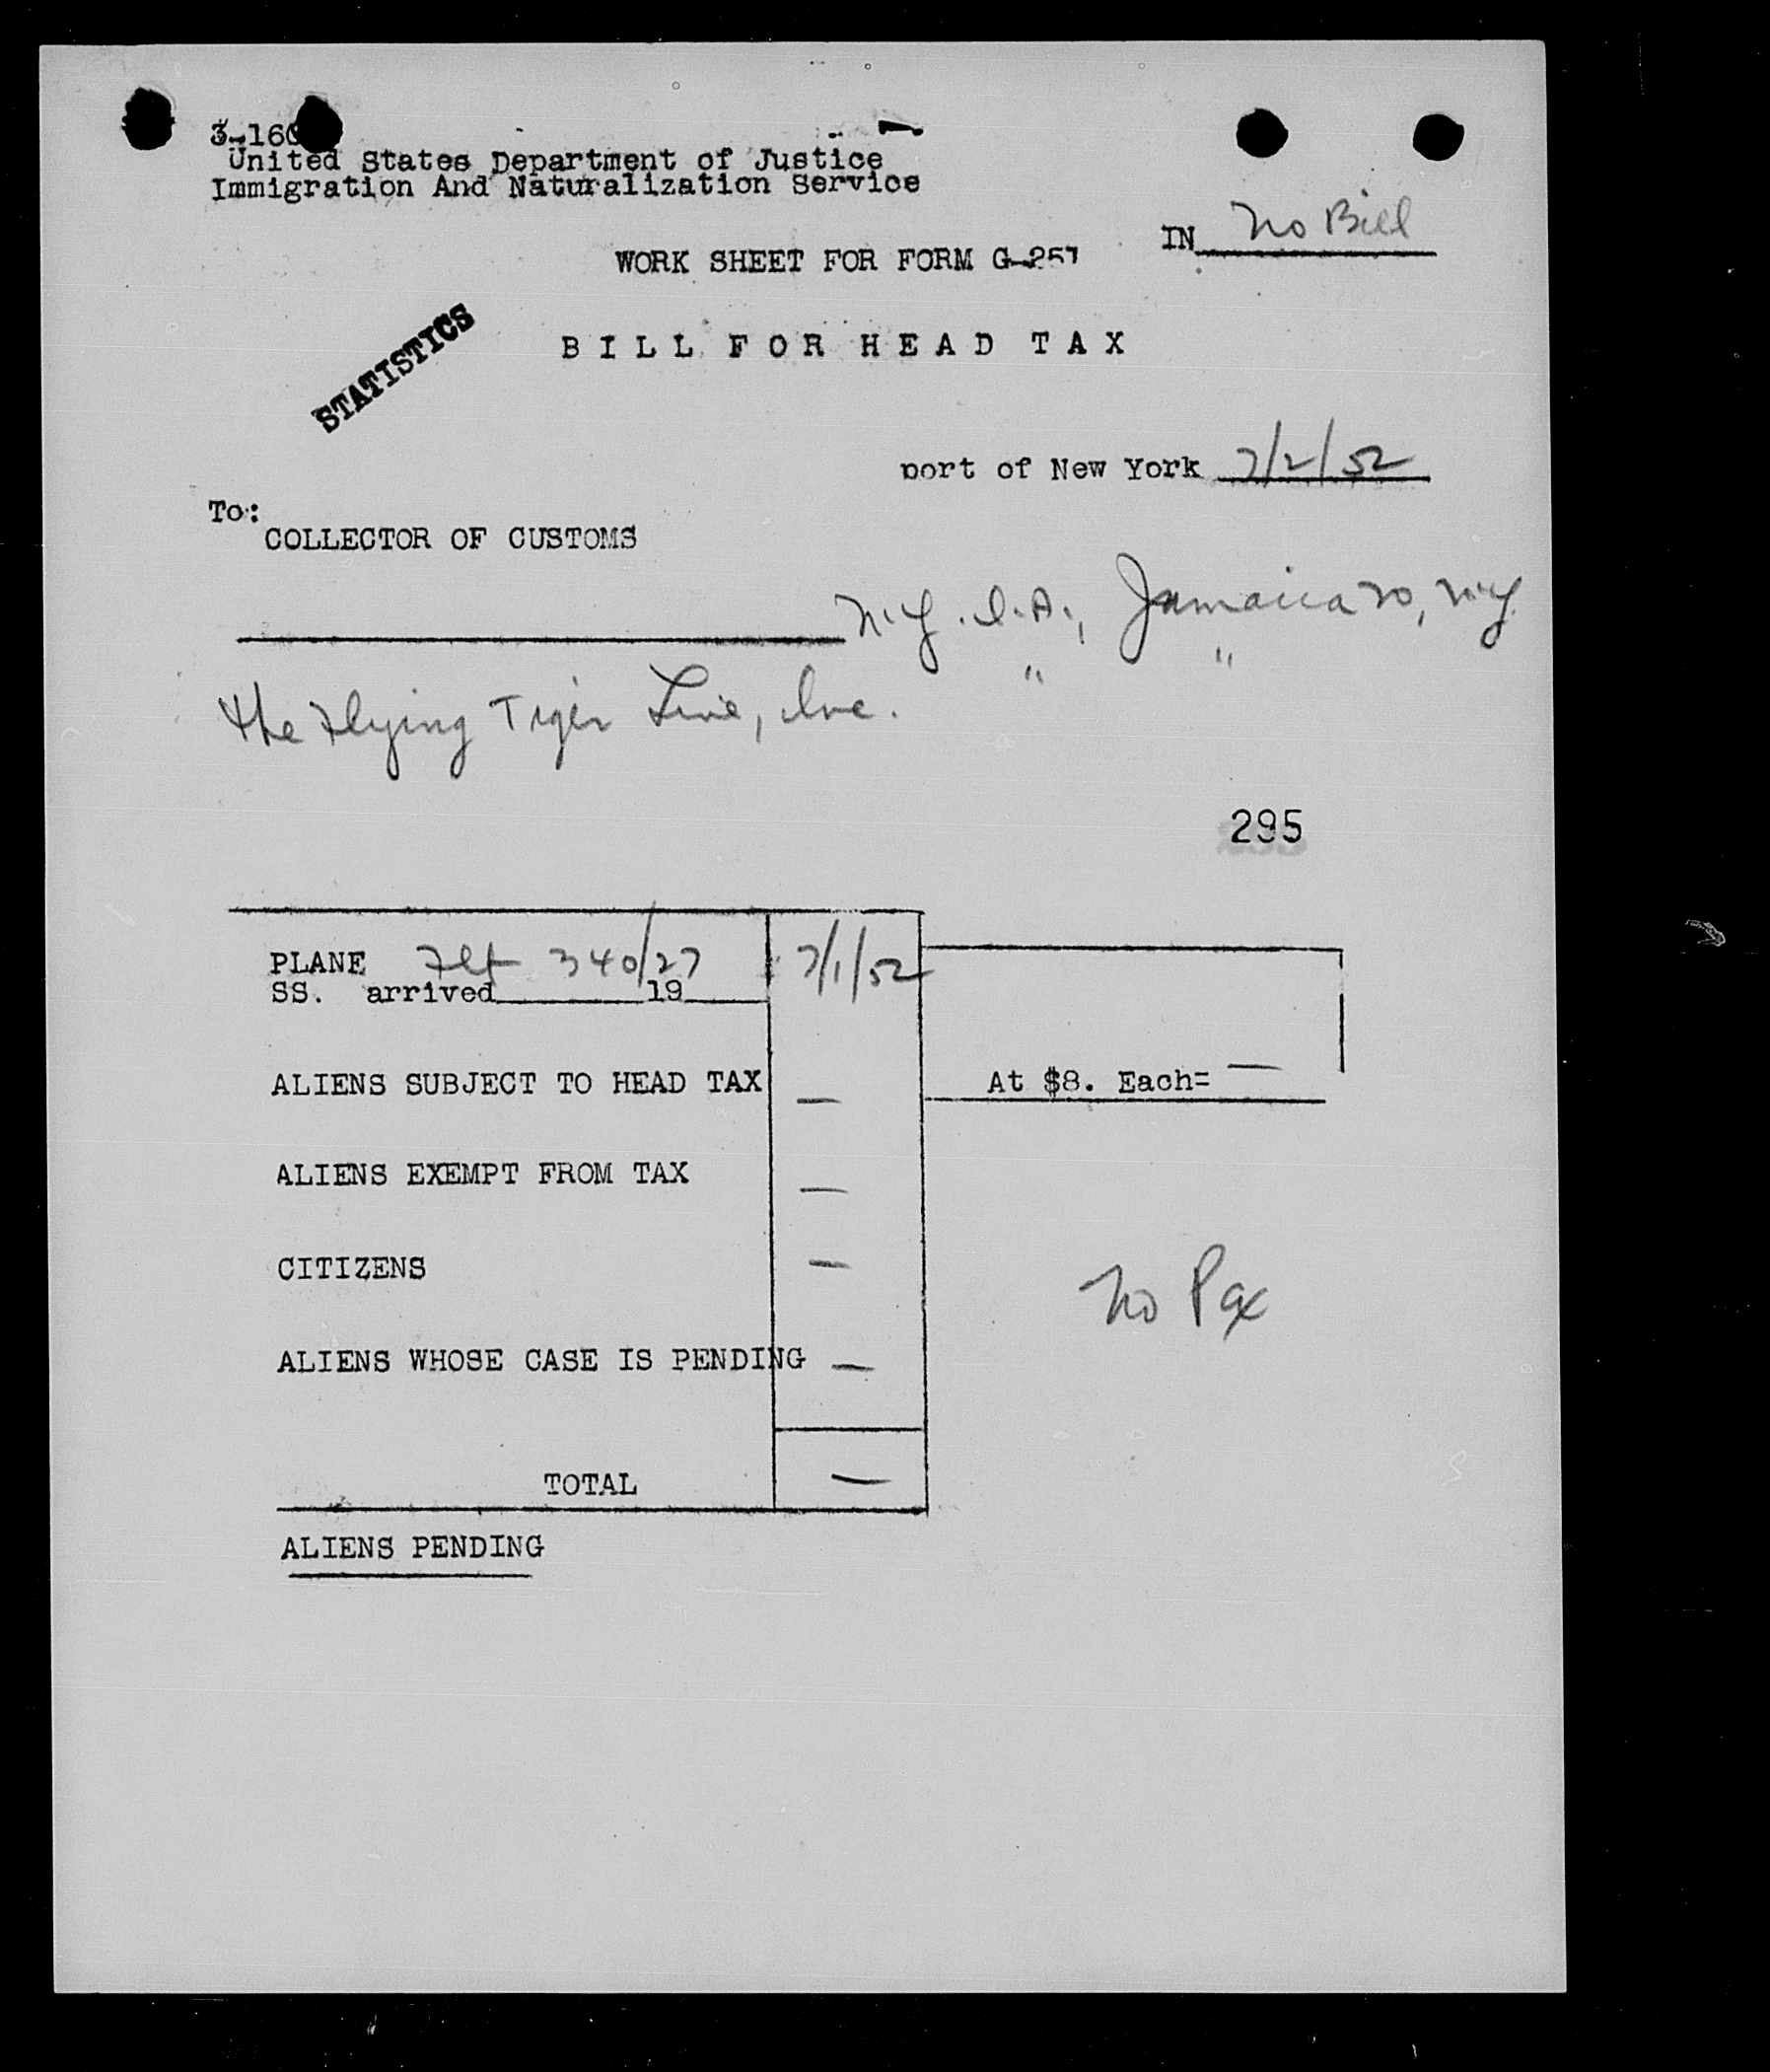 3-160
United States Department of Justice
Immigration And Naturalization Service
IN No Bill
WORK SHEET FOR FORM G-257
STATISTICS
BILL FOR HEAD TAX
port of New York 7/2/52
To:
COLLECTOR OF CUSTOMS
N.Y. I.A., Jamaica 20, N.Y.
The Flying Tiger Line, Inc. " "
295
PLANE Flt 340/27 7/1/52
SS. arrived 19
ALIENS SUBJECT TO HEAD TAX — At $8. Each= —
ALIENS EXEMPT FROM TAX —
CITIZENS —
No Pax
ALIENS WHOSE CASE IS PENDING —
TOTAL —
ALIENS PENDING